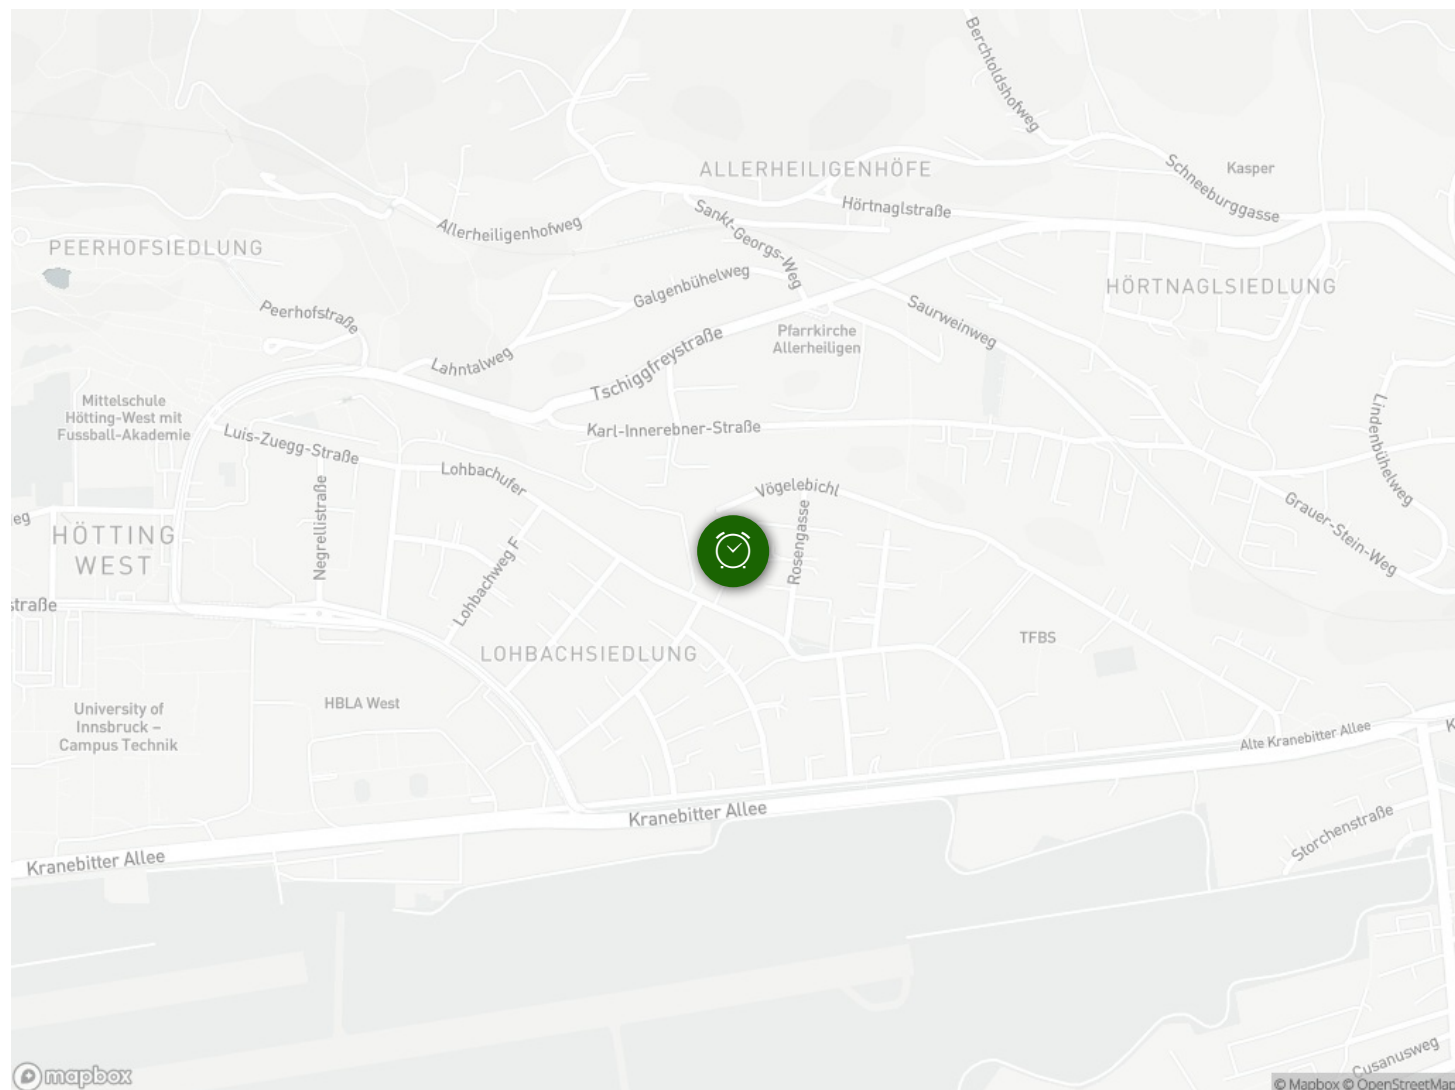 Berchtoldshofweg
ALLERHEILIGENHÖFE
Kasper
Schneeburggasse
Sankt-Georgs-Weg
Hörtnaglstraße
Allerheiligenhofweg
PEERHOFSIEDLUNG
Galgenbühelweg
HÖRTNAGLSIEDLUNG
Peerhofstraße
Saurweinweg
Pfarrkirche
Allerheiligen
Lahntalweg
Tschiggfreystraße
Mittelschule
Hötting-West mit
Fussball-Akademie
Luis-Zuegg-Straße
Karl-Innerebner-Straße
Lindenbühelweg
Lohbachufer
Vögelebichl
Negrellistraße
Rosengasse
Grauer-Stein-Weg
eg
HÖTTING
WEST
Lohbachweg F
straße
LOHBACHSIEDLUNG
TFBS
University of
Innsbruck –
Campus Technik
HBLA West
Alte Kranebitter Allee
K
Kranebitter Allee
Storchenstraße
Kranebitter Allee
Cusanusweg
mapbox
© Mapbox © OpenStreetMap